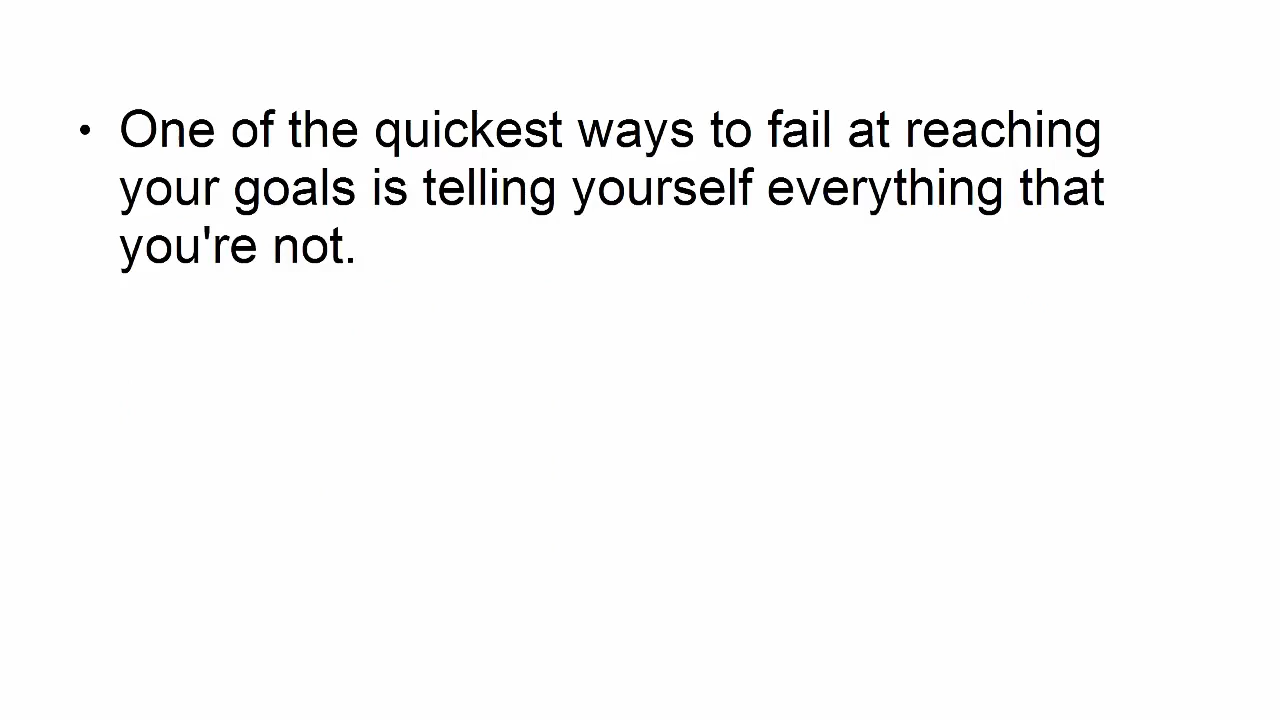 • One of the quickest ways to fail at reaching
your goals is telling yourself everything that
you're not.